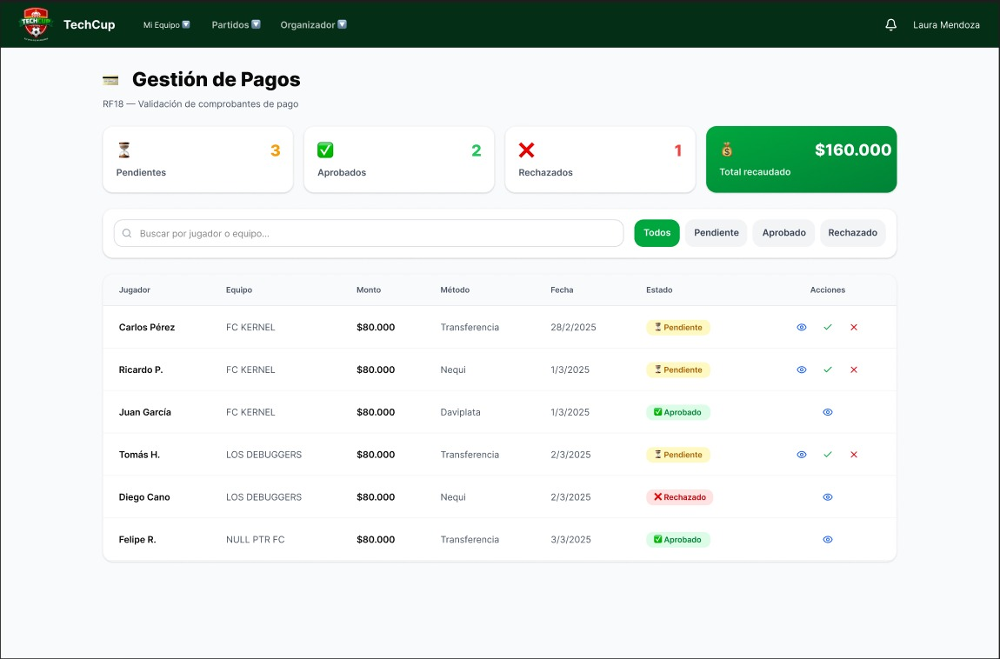 TECHCUP
TechCup
Mi Equipo
Partidos
Organizador
Laura Mendoza
Gestión de Pagos
RF18 — Validación de comprobantes de pago
3
Pendientes
2
Aprobados
1
Rechazados
$160.000
Total recaudado
Buscar por jugador o equipo...
Todos
Pendiente
Aprobado
Rechazado
Jugador Equipo Monto Método Fecha Estado Acciones
Carlos Pérez FC KERNEL $80.000 Transferencia 28/2/2025 Pendiente
Ricardo P. FC KERNEL $80.000 Nequi 1/3/2025 Pendiente
Juan García FC KERNEL $80.000 Daviplata 1/3/2025 Aprobado
Tomás H. LOS DEBUGGERS $80.000 Transferencia 2/3/2025 Pendiente
Diego Cano LOS DEBUGGERS $80.000 Nequi 2/3/2025 Rechazado
Felipe R. NULL PTR FC $80.000 Transferencia 3/3/2025 Aprobado